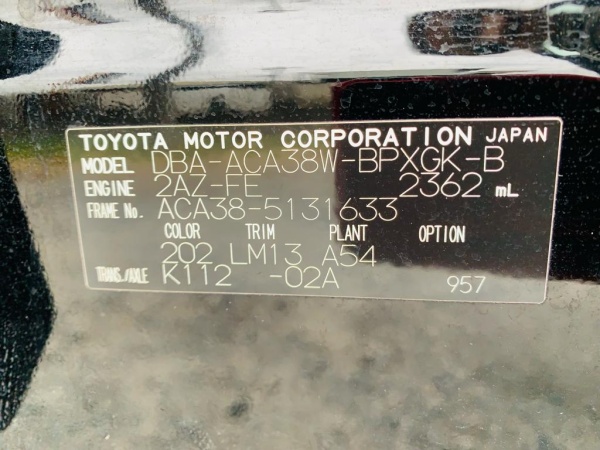 TOYOTA MOTOR CORPORATION JAPAN
MODEL DBA-ACA38W-BPXGK-B
ENGINE 2AZ-FE 2362 mL
FRAME No. ACA38-5131633
COLOR TRIM PLANT OPTION
202 LM13 A54
TRANS./AXLE K112 -02A 957